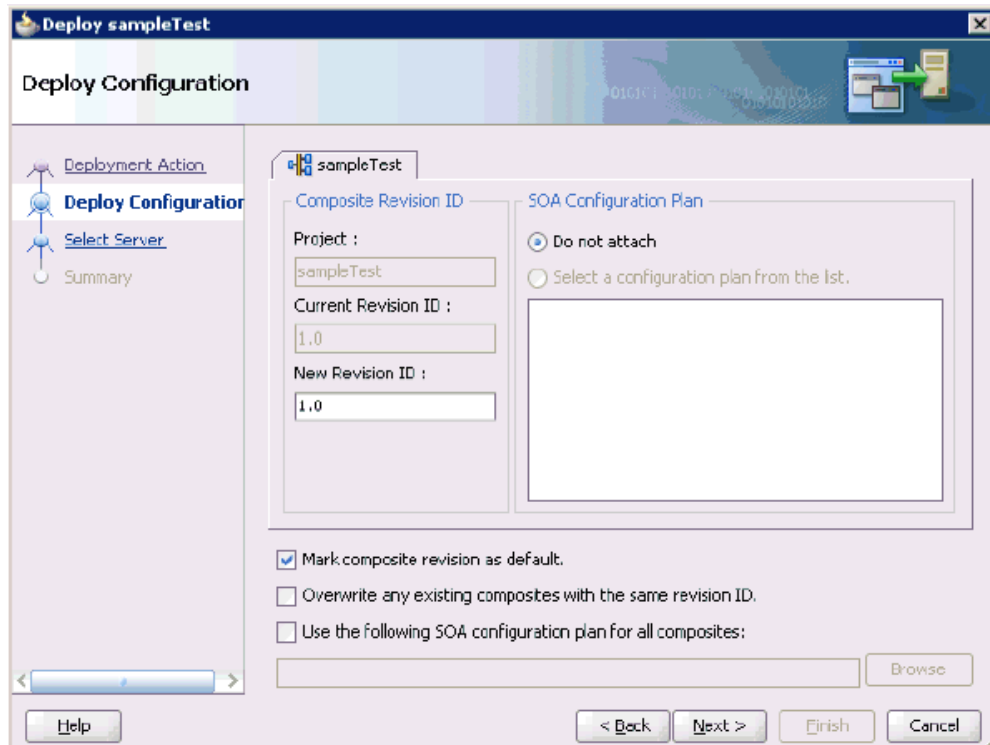 Deploy sampleTest
Deploy Configuration
Deployment Action
Deploy Configuration
Select Server
Summary
sampleTest
Composite Revision ID
Project :
sampleTest
Current Revision ID :
1.0
New Revision ID :
1.0
SOA Configuration Plan
Do not attach
Select a configuration plan from the list.
Mark composite revision as default.
Overwrite any existing composites with the same revision ID.
Use the following SOA configuration plan for all composites:
Browse
Help
< Back
Next >
Finish
Cancel